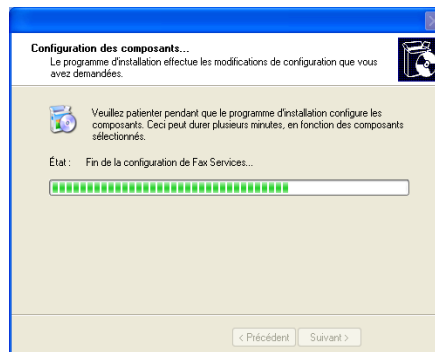 Configuration des composants...
Le programme d'installation effectue les modifications de configuration que vous
avez demandées.
Veuillez patienter pendant que le programme d'installation configure les
composants. Ceci peut durer plusieurs minutes, en fonction des composants
sélectionnés.
État : Fin de la configuration de Fax Services...
< Précédent Suivant >